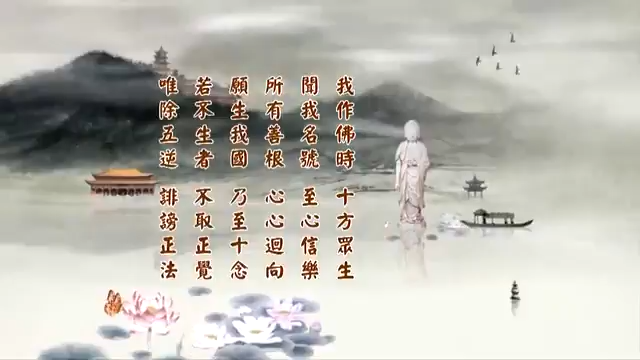 我作佛時 十方眾生
聞我名號 至心信樂
所有善根 心心迴向
願生我國 乃至十念
若不生者 不取正覺
唯除五逆 誹謗正法